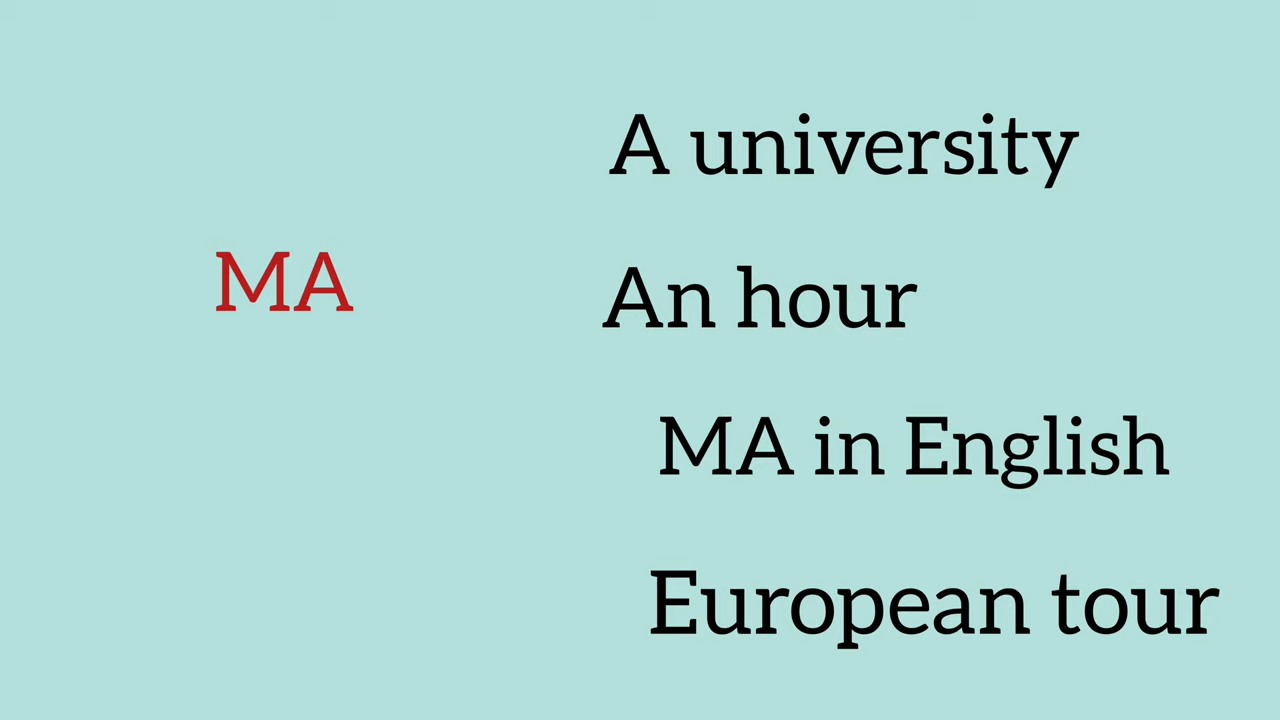 A university
MA
An hour
MA in English
European tour